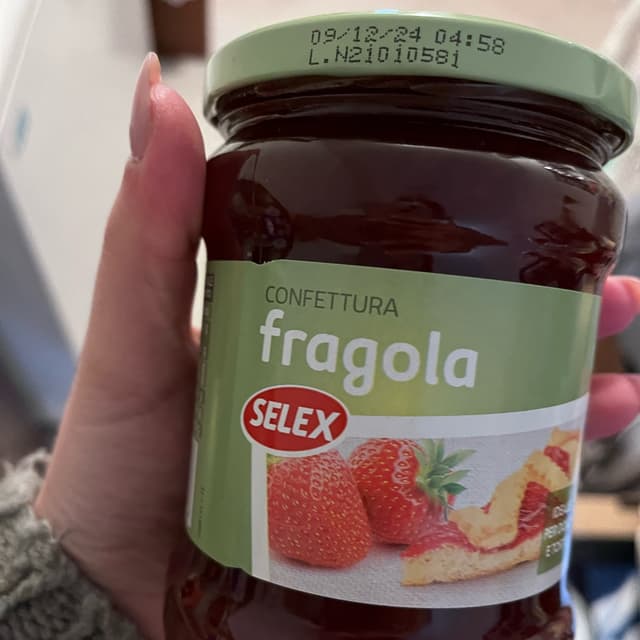 09/12/24 04:58
L.N21010581
CONFETTURA
fragola
SELEX